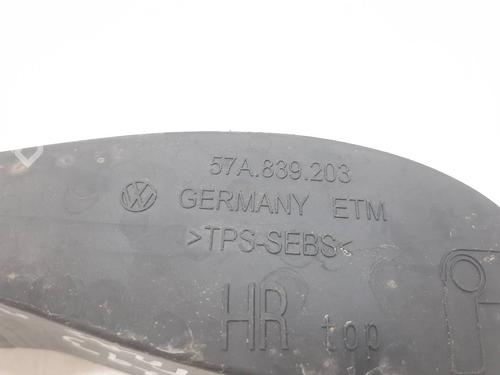 57A.839.203
GERMANY ETM
>TPS-SEBS<
HR top